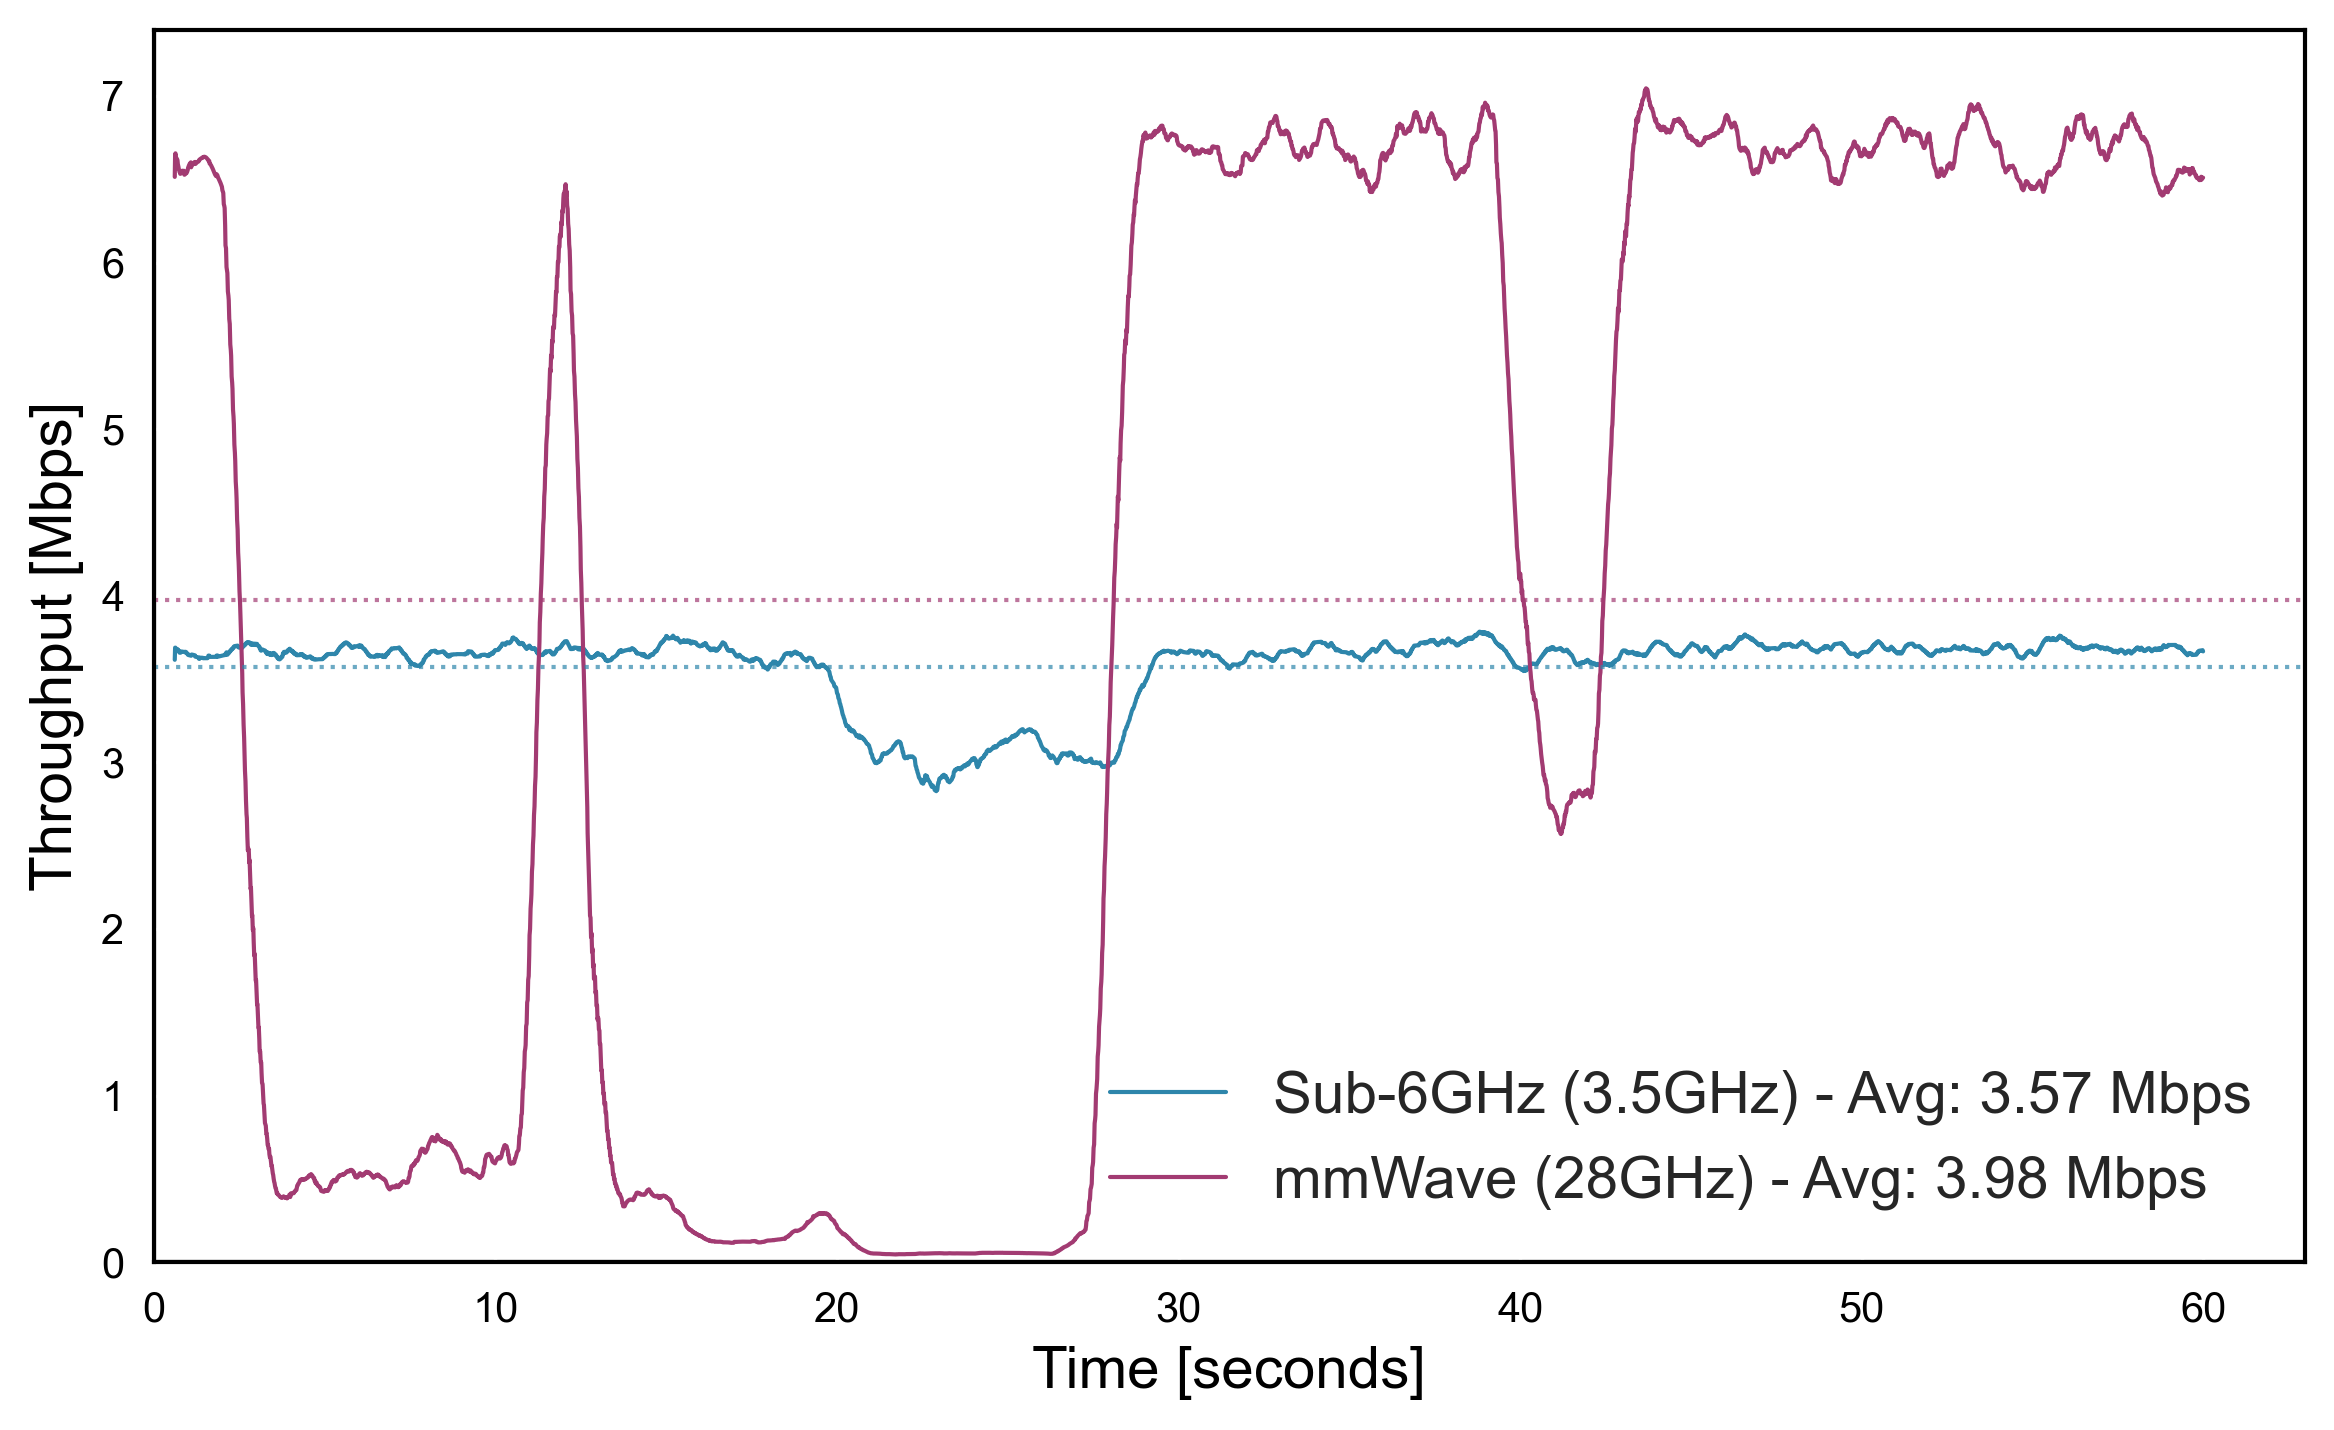 Throughput [Mbps]
7
6
5
4
3
2
1
0
0 10 20 30 40 50 60
Time [seconds]
Sub-6GHz (3.5GHz) - Avg: 3.57 Mbps
mmWave (28GHz) - Avg: 3.98 Mbps